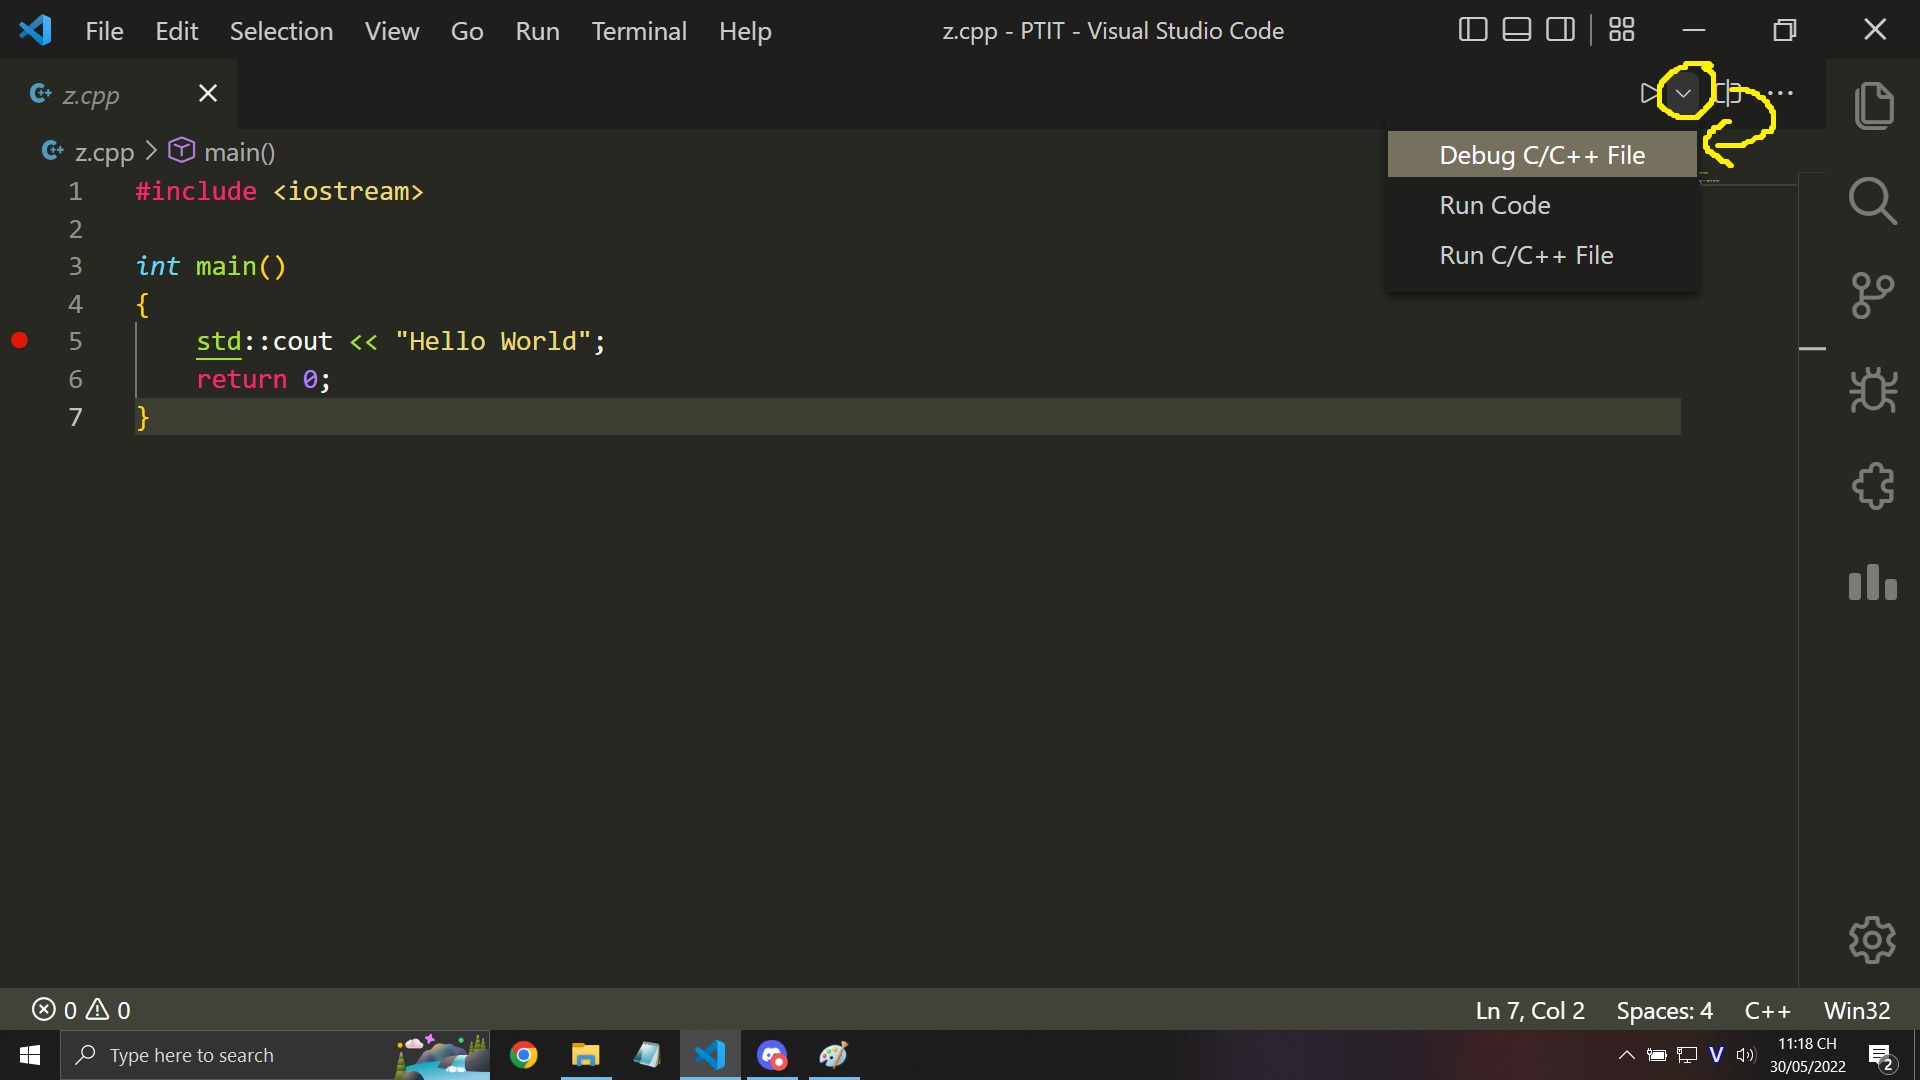 File Edit Selection View Go Run Terminal Help z.cpp - PTIT - Visual Studio Code
z.cpp
z.cpp > main()
Debug C/C++ File
Run Code
Run C/C++ File
1 #include <iostream>
2
3 int main()
4 {
5 std::cout << "Hello World";
6 return 0;
7 }
0 0 Ln 7, Col 2 Spaces: 4 C++ Win32
Type here to search
V 11:18 CH
30/05/2022
2